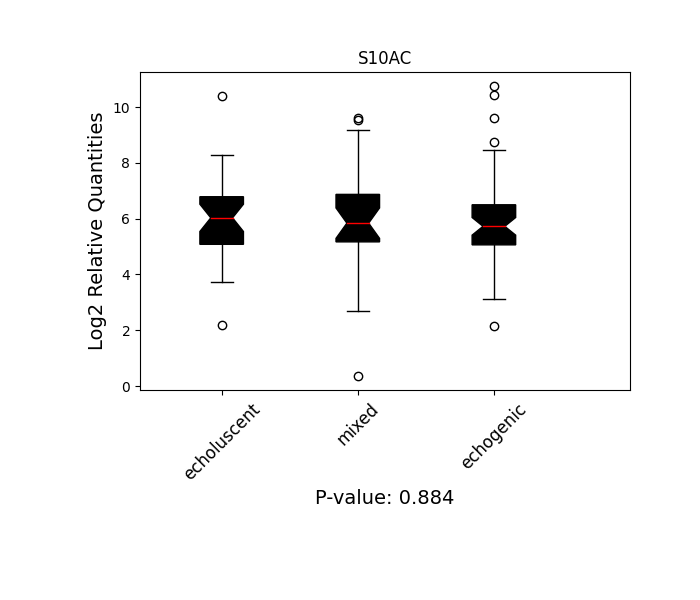 S10AC
Log2 Relative Quantities
10
8
6
4
2
0
echoluscent
mixed
echogenic
P-value: 0.884